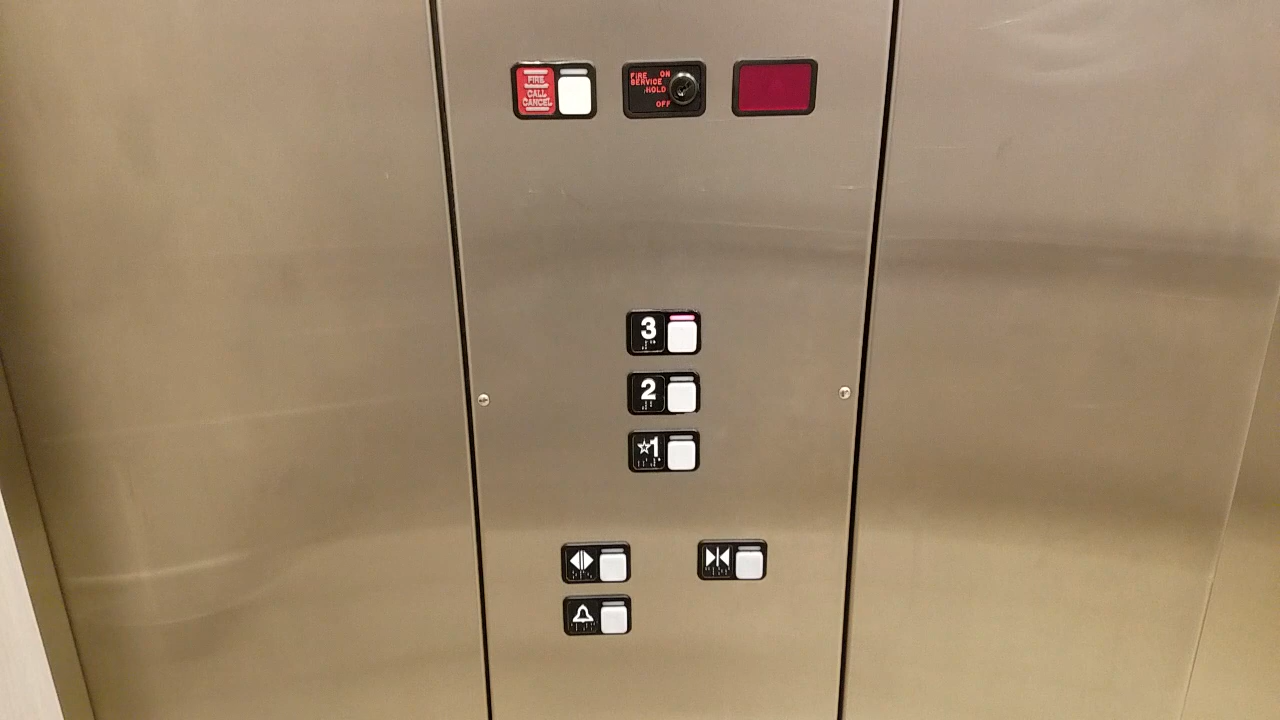 FIRE
CALL
CANCEL
FIRE ON
SERVICE
HOLD
OFF
3
2
☆1